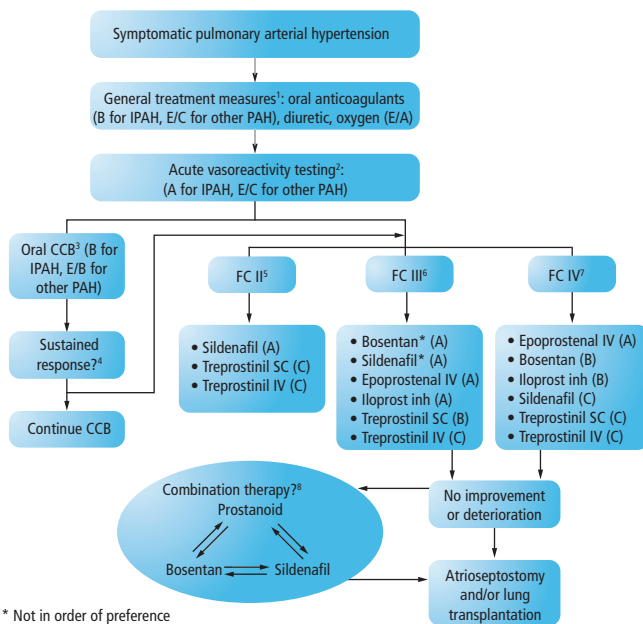 Symptomatic pulmonary arterial hypertension
General treatment measures¹: oral anticoagulants
(B for IPAH, E/C for other PAH), diuretic, oxygen (E/A)
Acute vasoreactivity testing²:
(A for IPAH, E/C for other PAH)
Oral CCB³ (B for
IPAH, E/B for
other PAH)
Sustained
response?⁴
Continue CCB
FC II⁵
• Sildenafil (A)
• Treprostinil SC (C)
• Treprostinil IV (C)
FC III⁶
• Bosentan* (A)
• Sildenafil* (A)
• Epoprostenal IV (A)
• Iloprost inh (A)
• Treprostinil SC (B)
• Treprostinil IV (C)
FC IV⁷
• Epoprostenal IV (A)
• Bosentan (B)
• Iloprost inh (B)
• Sildenafil (C)
• Treprostinil SC (C)
• Treprostinil IV (C)
Combination therapy?⁸
Prostanoid
Bosentan
Sildenafil
No improvement
or deterioration
Atrioseptostomy
and/or lung
transplantation
* Not in order of preference